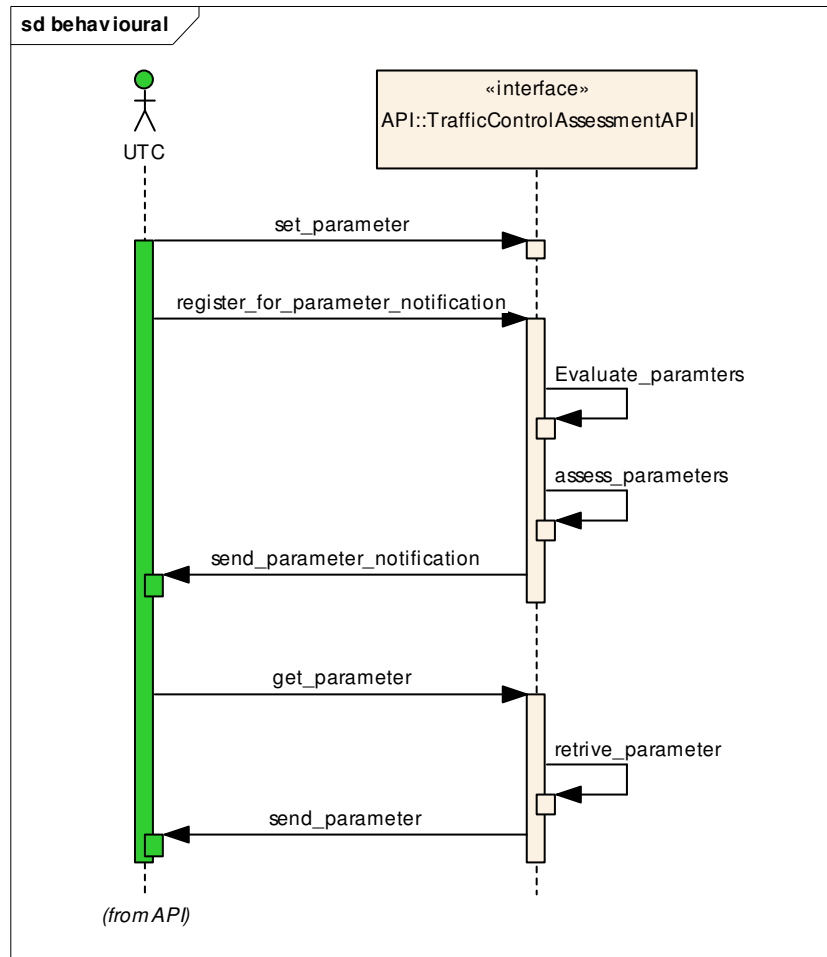 sd behavioural
«interface»
API::TrafficControlAssessmentAPI
UTC
set_parameter
register_for_parameter_notification
Evaluate_paramters
assess_parameters
send_parameter_notification
get_parameter
retrive_parameter
send_parameter
(from API)